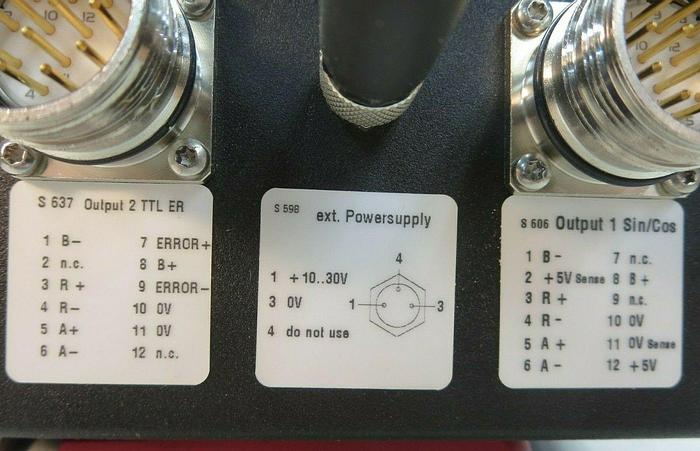 S 637 Output 2 TTL ER
1 B- 7 ERROR+
2 n.c. 8 B+
3 R + 9 ERROR-
4 R- 10 0V
5 A+ 11 0V
6 A- 12 n.c.
S 598 ext. Powersupply
4
1 +10..30V
1 3
3 0V
4 do not use
S 606 Output 1 Sin/Cos
1 B - 7 n.c.
2 +5V Sense 8 B +
3 R + 9 n.c.
4 R - 10 0V
5 A + 11 0V Sense
6 A - 12 +5V